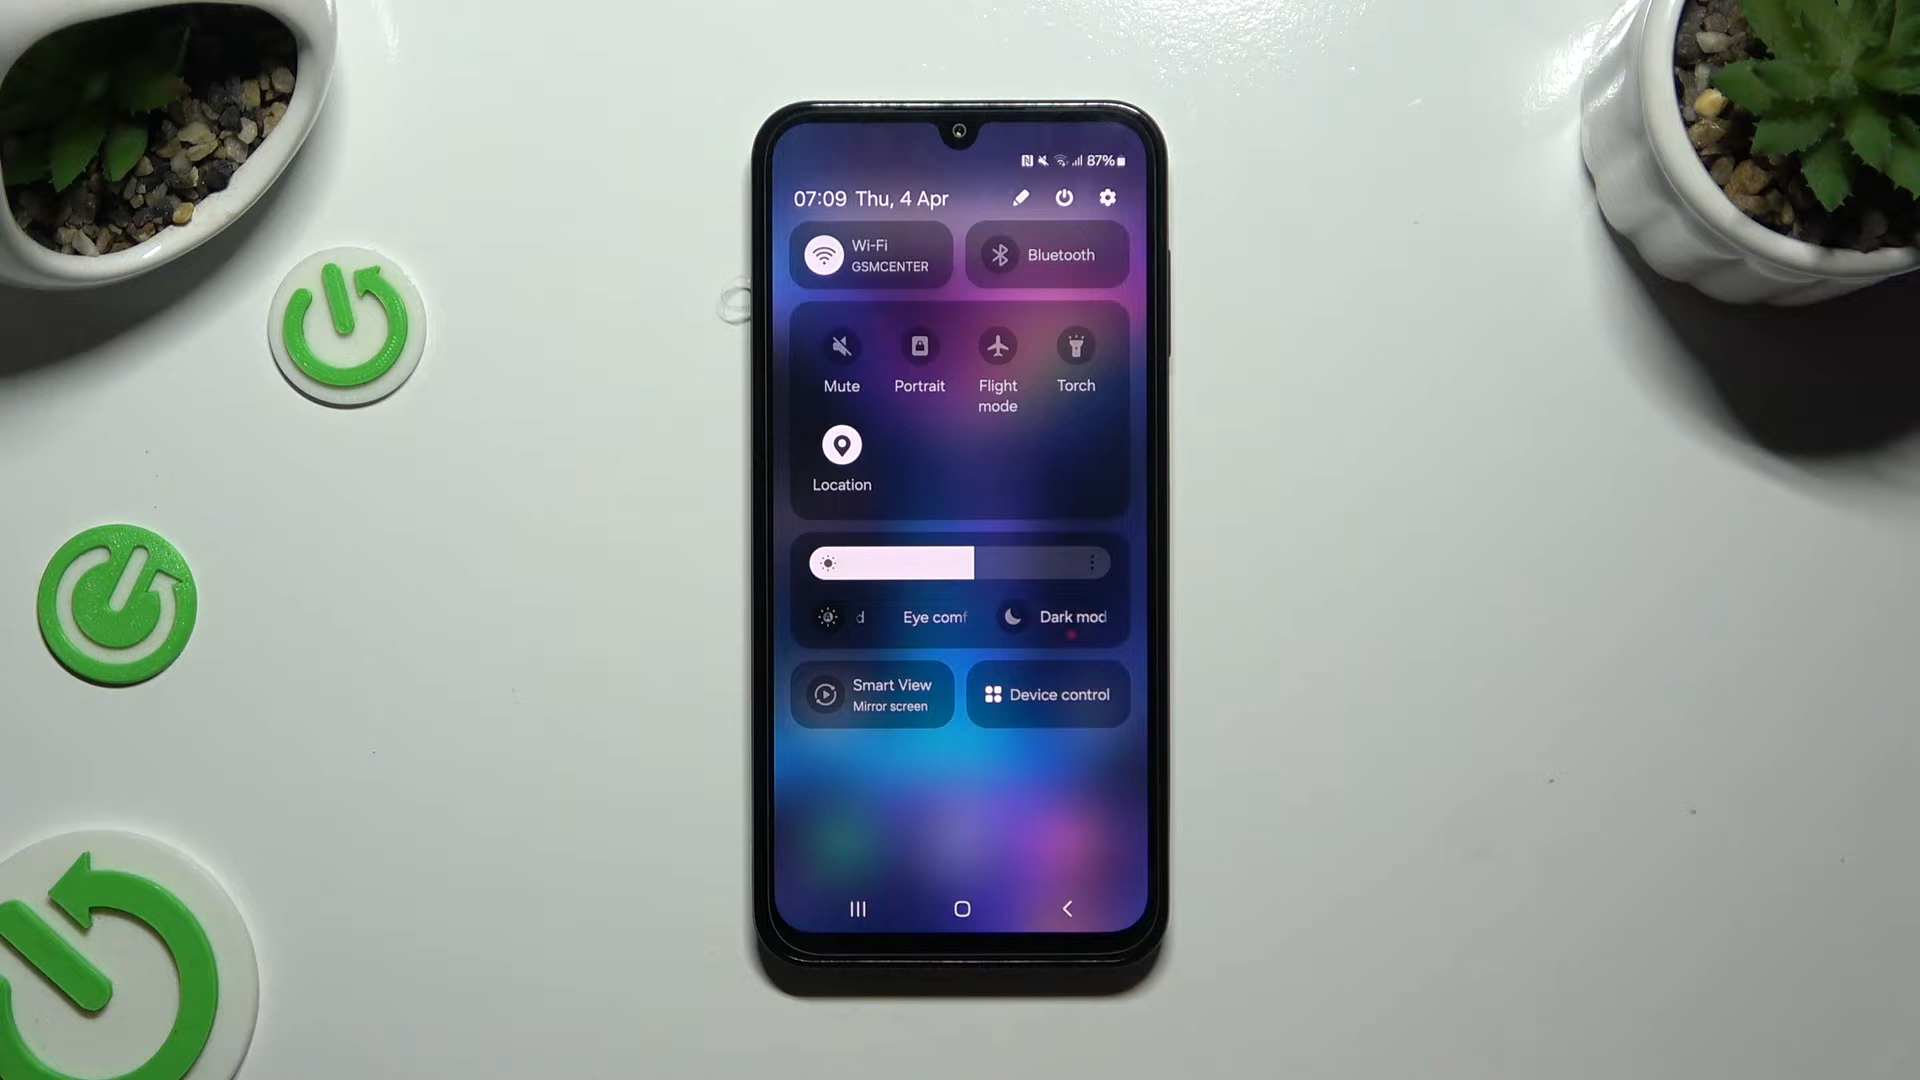 87%
07:09 Thu, 4 Apr
Wi-Fi
GSMCENTER
Bluetooth
Mute
Portrait
Flight
mode
Torch
Location
d
Eye comf
Dark mod
Smart View
Mirror screen
Device control